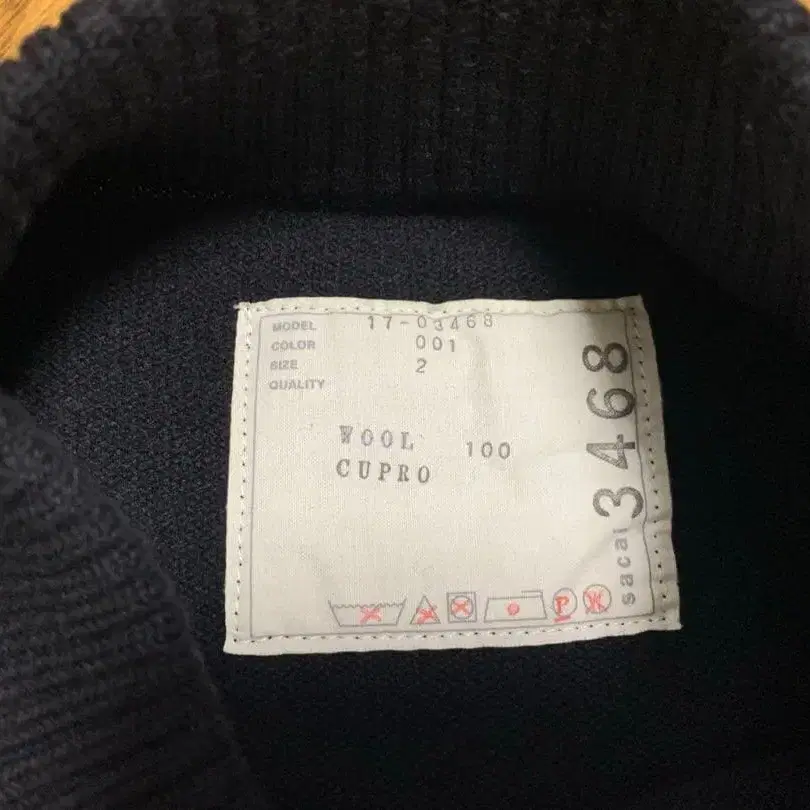 MODEL 17-03468
COLOR 001
SIZE 2
QUALITY
WOOL 100
CUPRO
P
sacai 3468